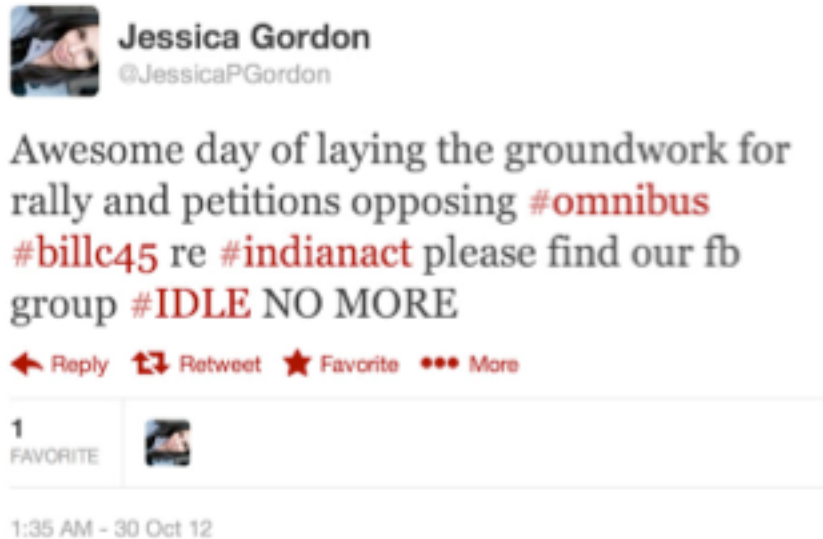 Jessica Gordon
@JessicaPGordon
Awesome day of laying the groundwork for
rally and petitions opposing #omnibus
#billc45 re #indianact please find our fb
group #IDLE NO MORE
Reply Retweet Favorite More
1
FAVORITE
1:35 AM - 30 Oct 12